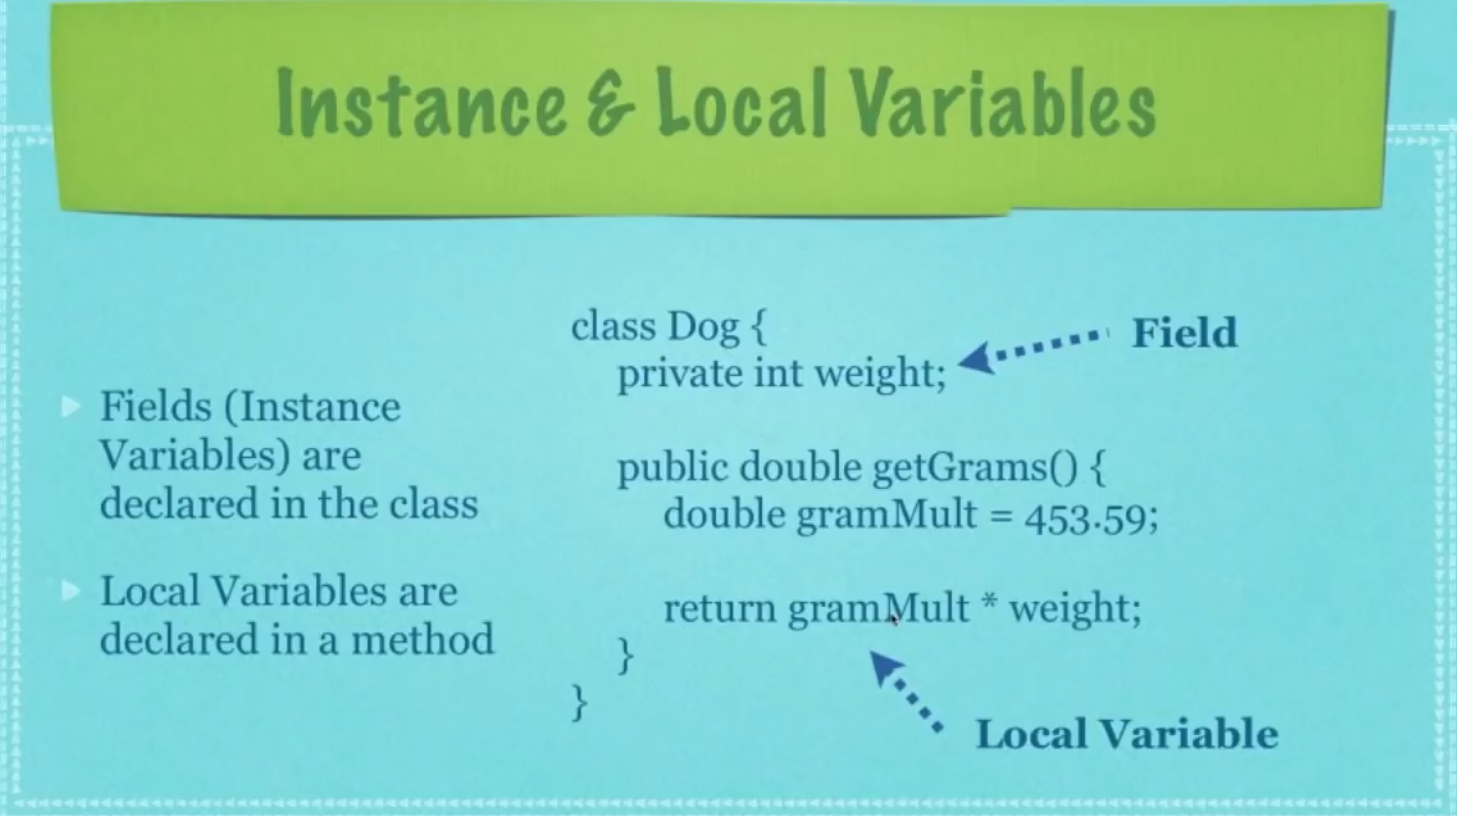 Instance & Local Variables
Fields (Instance
Variables) are
declared in the class
Local Variables are
declared in a method
class Dog {
private int weight;
public double getGrams() {
double gramMult = 453.59;
return gramMult * weight;
}
}
Field
Local Variable